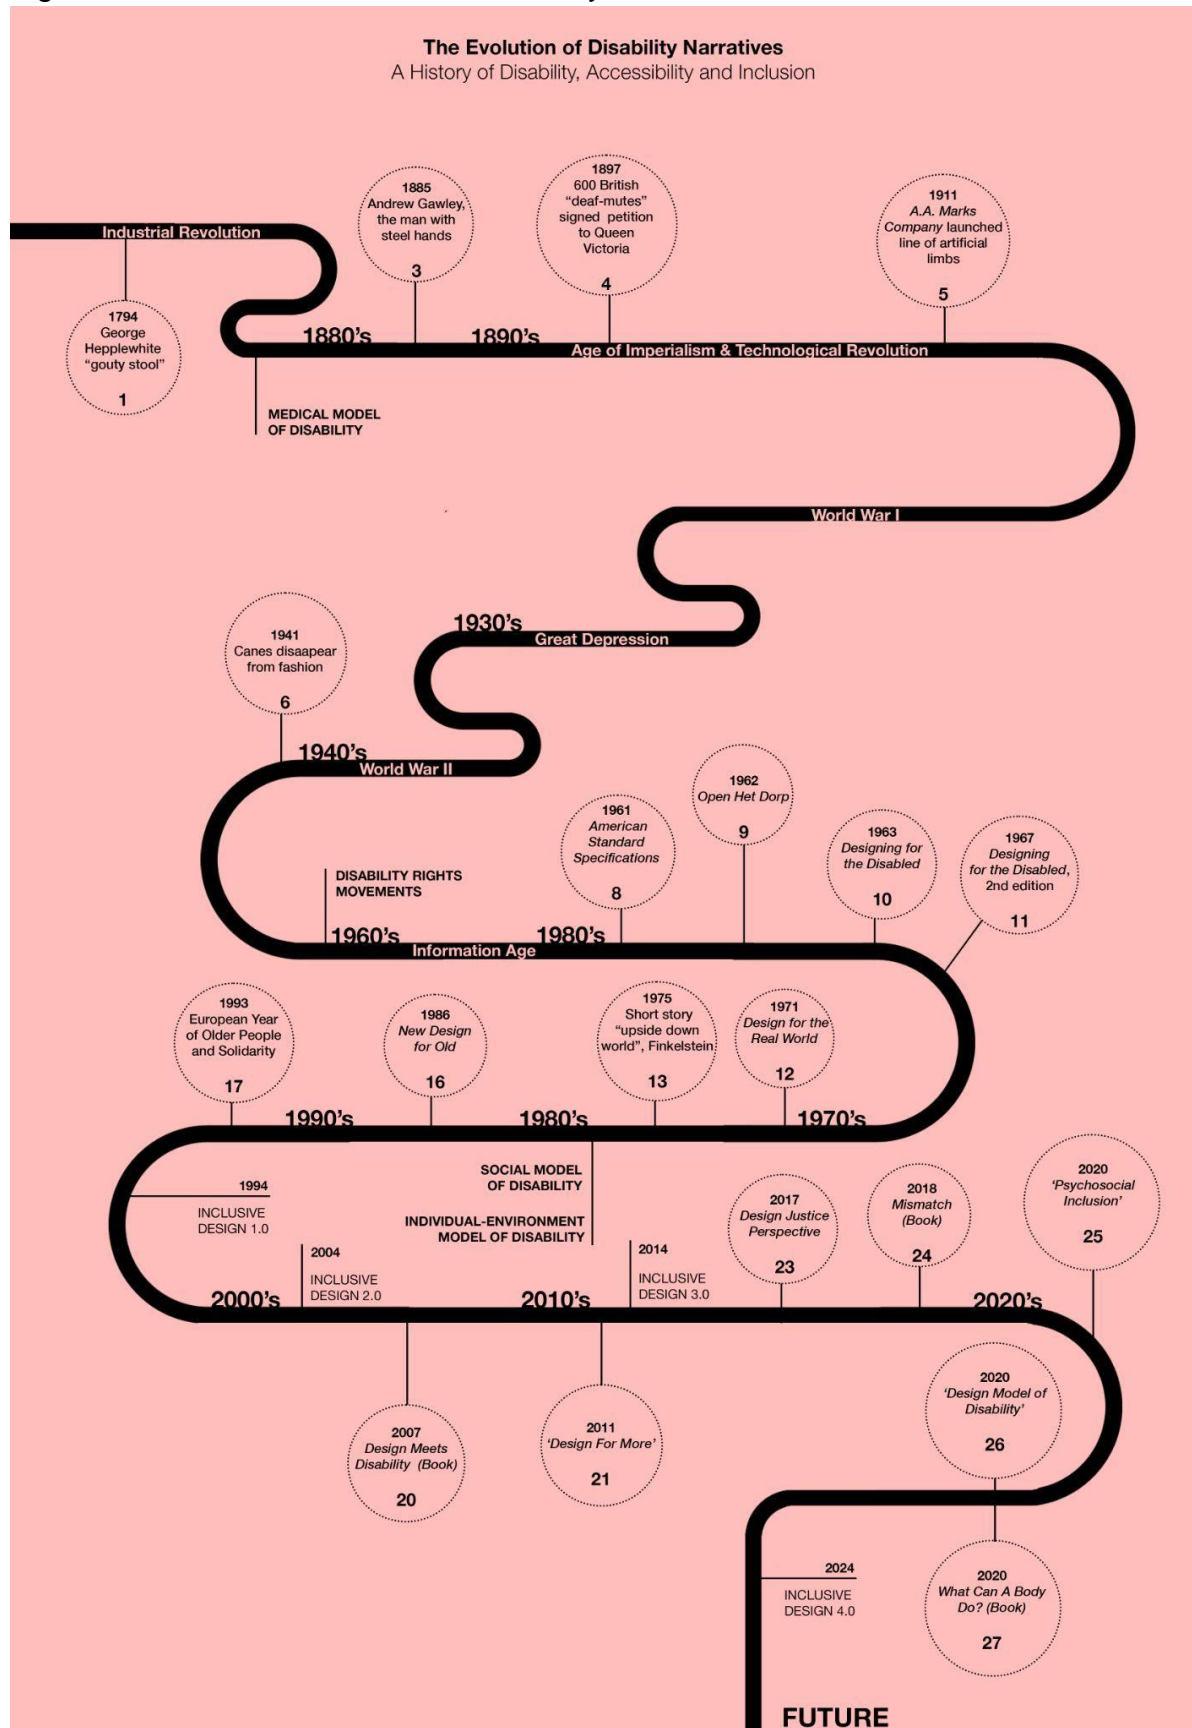 The Evolution of Disability Narratives
A History of Disability, Accessibility and Inclusion
Industrial Revolution
1794
George
Hepplewhite
“gouty stool”
1
1885
Andrew Gawley,
the man with
steel hands
3
1897
600 British
“deaf-mutes”
signed petition
to Queen
Victoria
4
1911
A.A. Marks
Company launched
line of artificial
limbs
5
1880’s
1890’s
Age of Imperialism & Technological Revolution
MEDICAL MODEL
OF DISABILITY
World War I
1930’s
Great Depression
1941
Canes disaapear
from fashion
6
1940’s
World War II
DISABILITY RIGHTS
MOVEMENTS
1961
American
Standard
Specifications
8
1962
Open Het Dorp
9
1963
Designing for
the Disabled
10
1967
Designing
for the Disabled,
2nd edition
11
1960’s
Information Age
1980’s
1993
European Year
of Older People
and Solidarity
17
1986
New Design
for Old
16
1975
Short story
“upside down
world”, Finkelstein
13
1971
Design for the
Real World
12
1990’s
1980’s
1970’s
SOCIAL MODEL
OF DISABILITY
INDIVIDUAL-ENVIRONMENT
MODEL OF DISABILITY
1994
INCLUSIVE
DESIGN 1.0
2004
INCLUSIVE
DESIGN 2.0
2014
INCLUSIVE
DESIGN 3.0
2017
Design Justice
Perspective
23
2018
Mismatch
(Book)
24
2020
‘Psychosocial
Inclusion’
25
2000’s
2010’s
2020’s
2007
Design Meets
Disability (Book)
20
2011
‘Design For More’
21
2020
‘Design Model of
Disability’
26
2020
What Can A Body
Do? (Book)
27
2024
INCLUSIVE
DESIGN 4.0
FUTURE